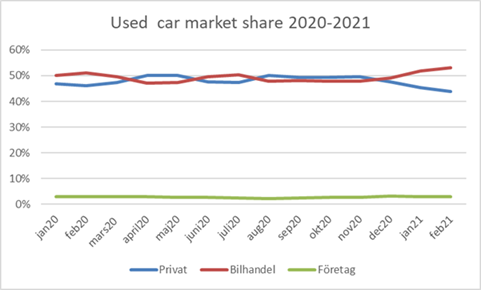 Used car market share 2020-2021
60%
50%
40%
30%
20%
10%
0%
jan20 feb20 mars20 april20 maj20 juni20 juli20 aug20 sep20 okt20 nov20 dec20 jan21 feb21
Privat Bilhandel Företag